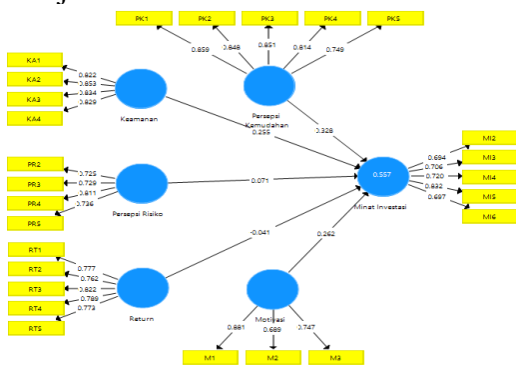 PK1 PK2 PK3 PK4 PK5
0.859 0.848 0.851 0.814 0.749
KA1
KA2
KA3
KA4
0.822
0.853
0.834
0.829
Keamanan
Persepsi
Kemudahan
0.255
0.328
PR2
PR3
PR4
PR5
0.725
0.729
0.811
0.736
Persepsi Risiko
0.071
0.557
Minat Investasi
MI2
MI3
MI4
MI5
MI6
0.694
0.706
0.720
0.832
0.697
RT1
RT2
RT3
RT4
RT5
0.777
0.762
0.822
0.789
0.773
Return
-0.041
0.262
Motivasi
0.881 0.689 0.747
M1 M2 M3